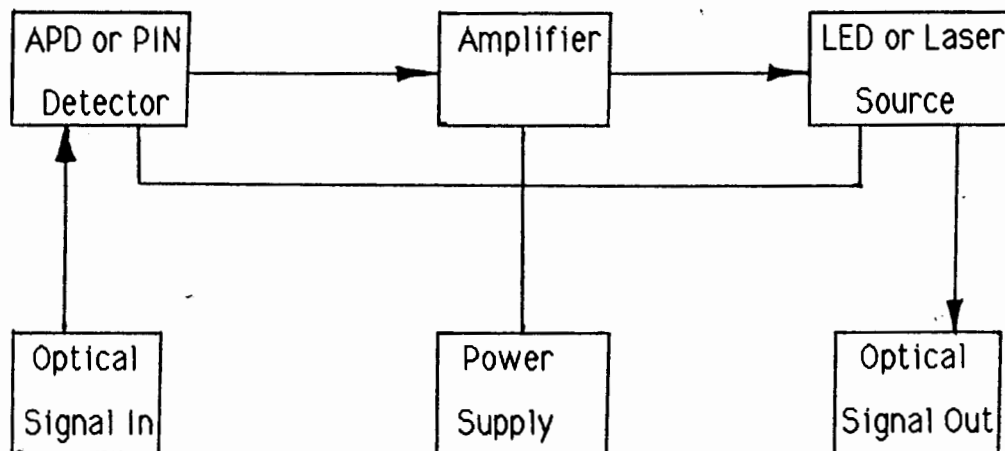 APD or PIN
Detector
Amplifier
LED or Laser
Source
Optical
Signal In
Power
Supply
Optical
Signal Out